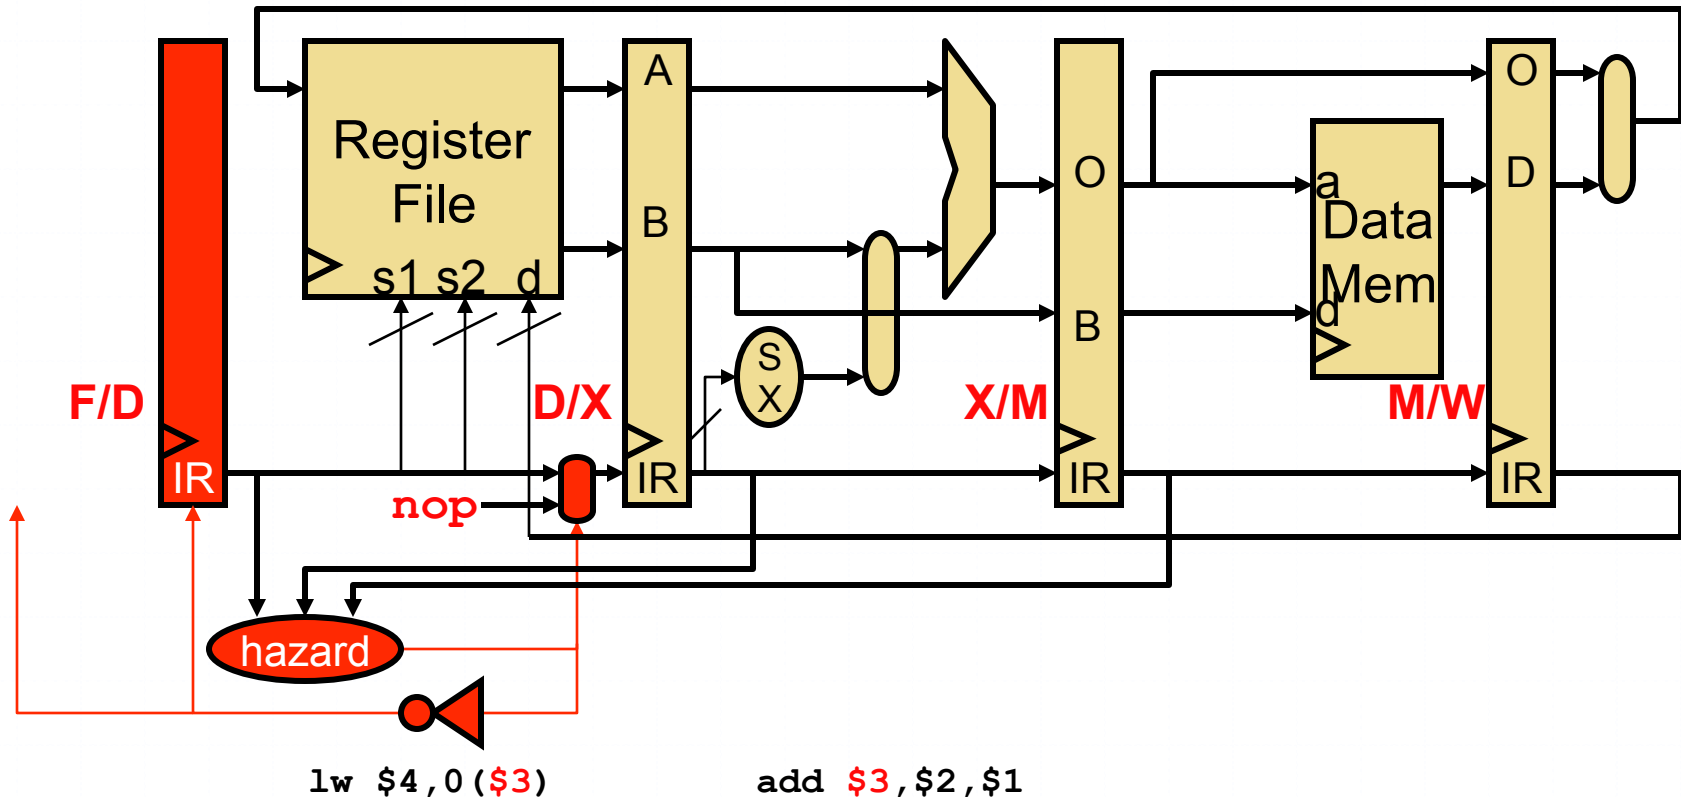 Register
File
s1 s2 d
A
B
S
X
O
B
a
Data
Mem
d
O
D
F/D
D/X
X/M
M/W
IR
IR
IR
IR
nop
hazard
lw $4,0($3)
add $3,$2,$1